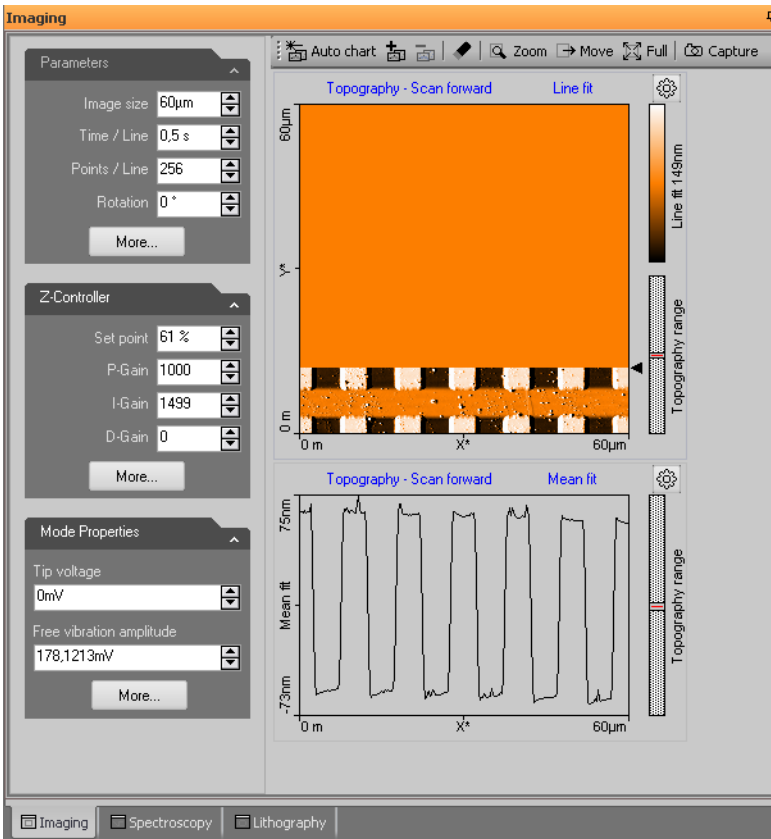 Imaging
Parameters
Image size 60µm
Time / Line 0,5 s
Points / Line 256
Rotation 0 °
More...
Z-Controller
Set point 61 %
P-Gain 1000
I-Gain 1499
D-Gain 0
More...
Mode Properties
Tip voltage
0mV
Free vibration amplitude
178,1213mV
More...
Auto chart Zoom Move Full Capture
Topography - Scan forward Line fit
60µm
Y*
0 m
0 m X* 60µm
Line fit 149nm
Topography range
Topography - Scan forward Mean fit
75nm
Mean fit
-73nm
0 m X* 60µm
Topography range
Imaging Spectroscopy Lithography